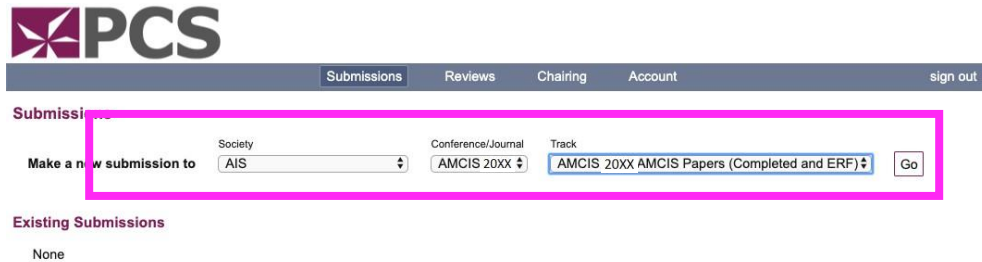 PCS
Submissions Reviews Chairing Account sign out
Submissions
Society Conference/Journal Track
Make a new submission to AIS AMCIS 20XX AMCIS 20XX AMCIS Papers (Completed and ERF) Go
Existing Submissions
None